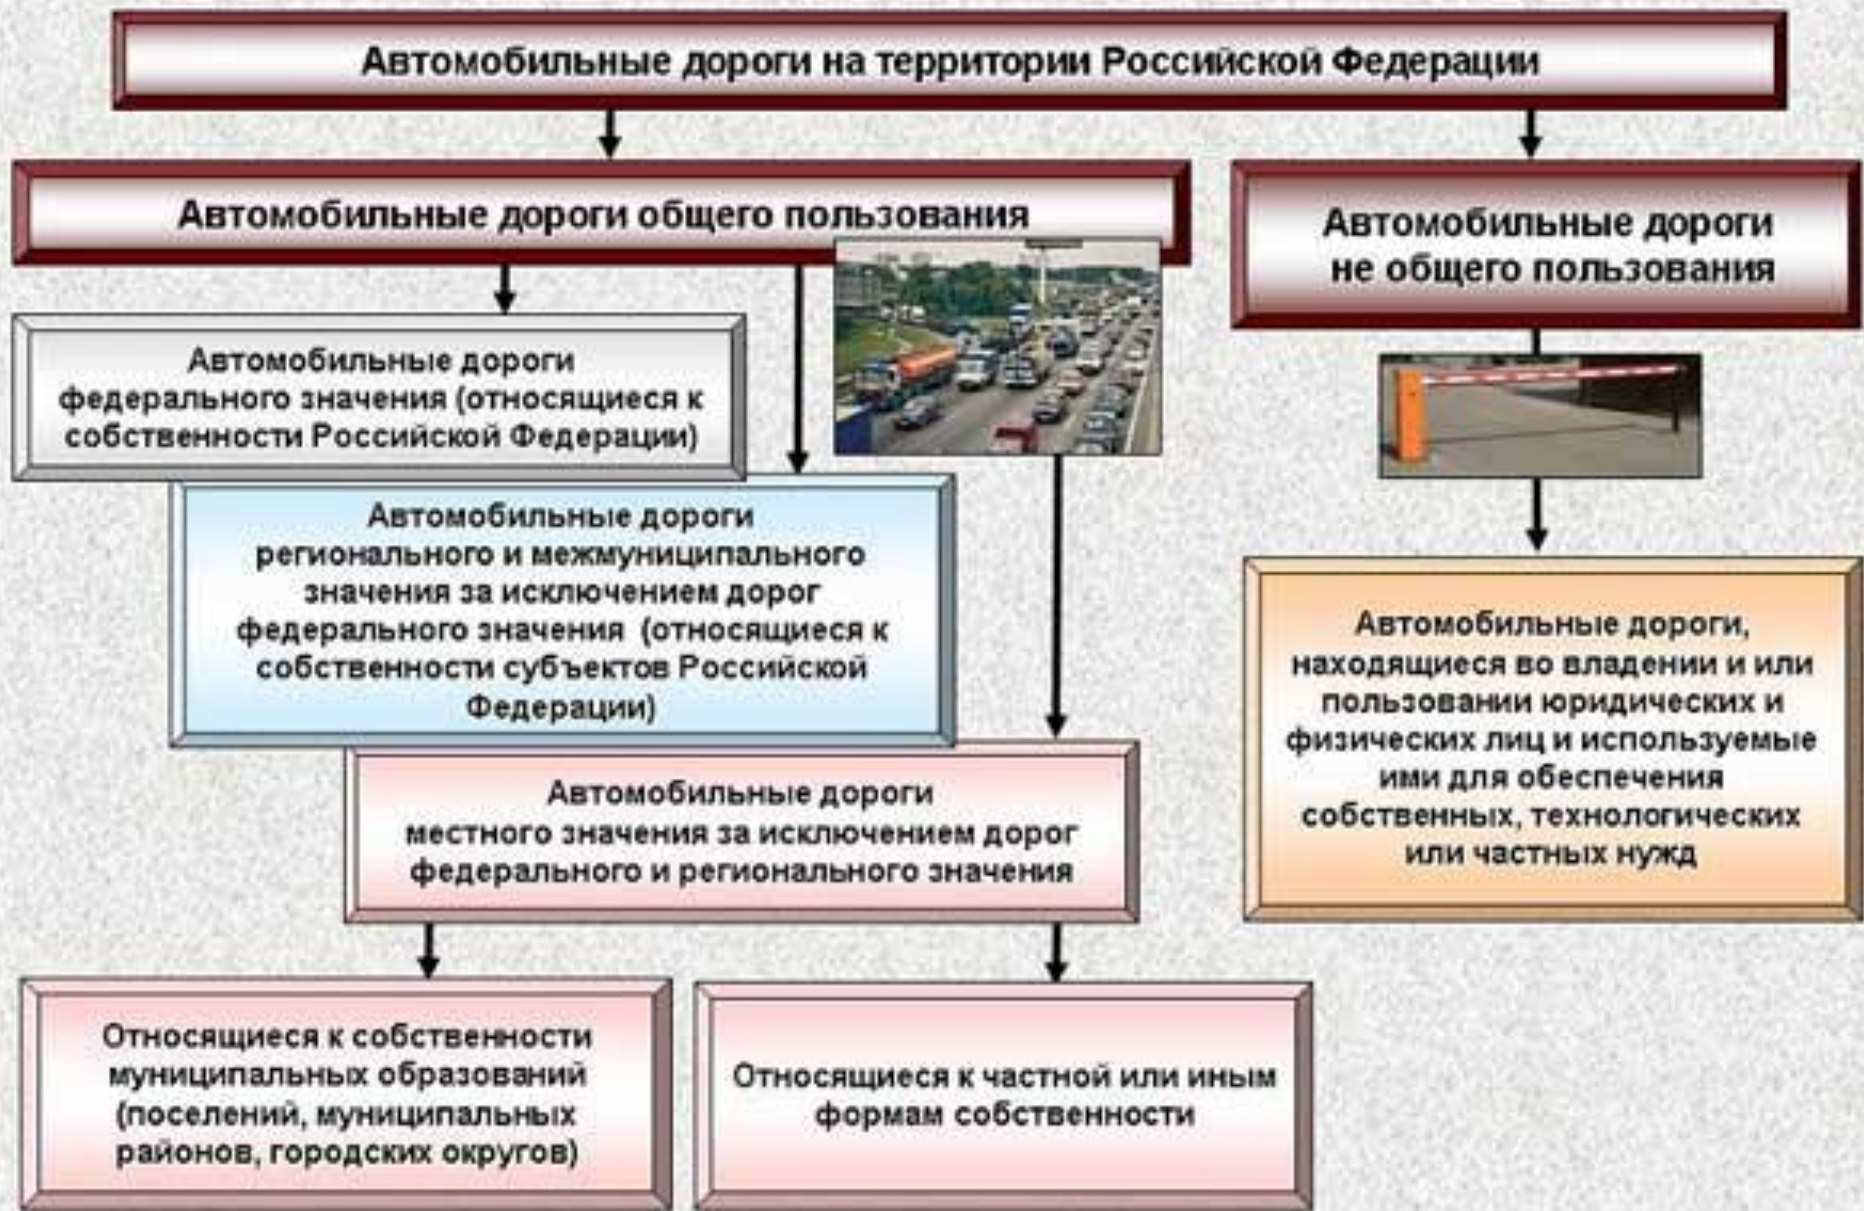 Автомобильные дороги на территории Российской Федерации
Автомобильные дороги общего пользования
Автомобильные дороги
не общего пользования
Автомобильные дороги
федерального значения (относящиеся к
собственности Российской Федерации)
Автомобильные дороги
регионального и межмуниципального
значения за исключением дорог
федерального значения (относящиеся к
собственности субъектов Российской
Федерации)
Автомобильные дороги
местного значения за исключением дорог
федерального и регионального значения
Автомобильные дороги,
находящиеся во владении и или
пользовании юридических и
физических лиц и используемые
ими для обеспечения
собственных, технологических
или частных нужд
Относящиеся к собственности
муниципальных образований
(поселений, муниципальных
районов, городских округов)
Относящиеся к частной или иным
формам собственности